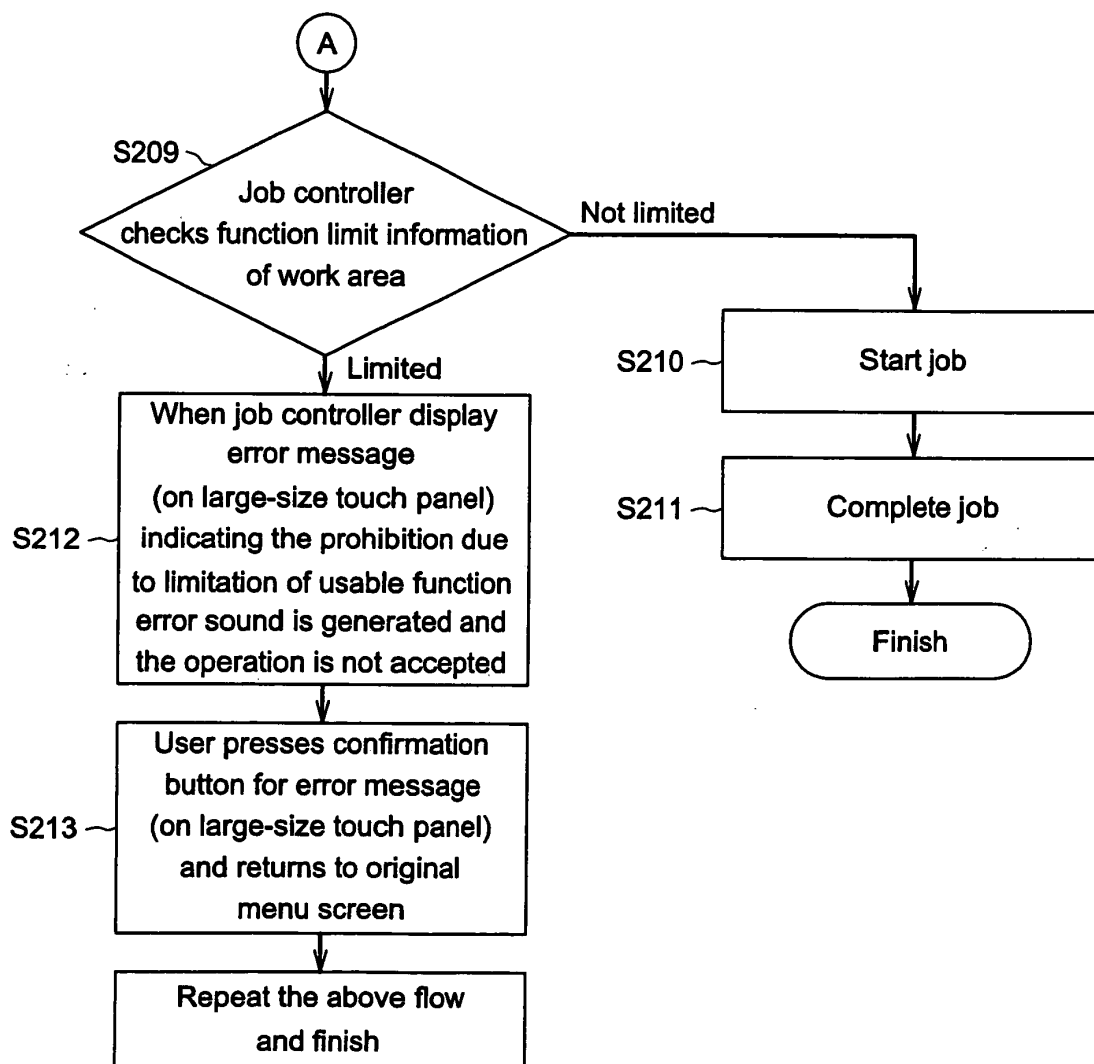 A
S209
Job controller
checks function limit information
of work area
Not limited
Limited
S210
Start job
S211
Complete job
Finish
S212
When job controller display
error message
(on large-size touch panel)
indicating the prohibition due
to limitation of usable function
error sound is generated and
the operation is not accepted
S213
User presses confirmation
button for error message
(on large-size touch panel)
and returns to original
menu screen
Repeat the above flow
and finish